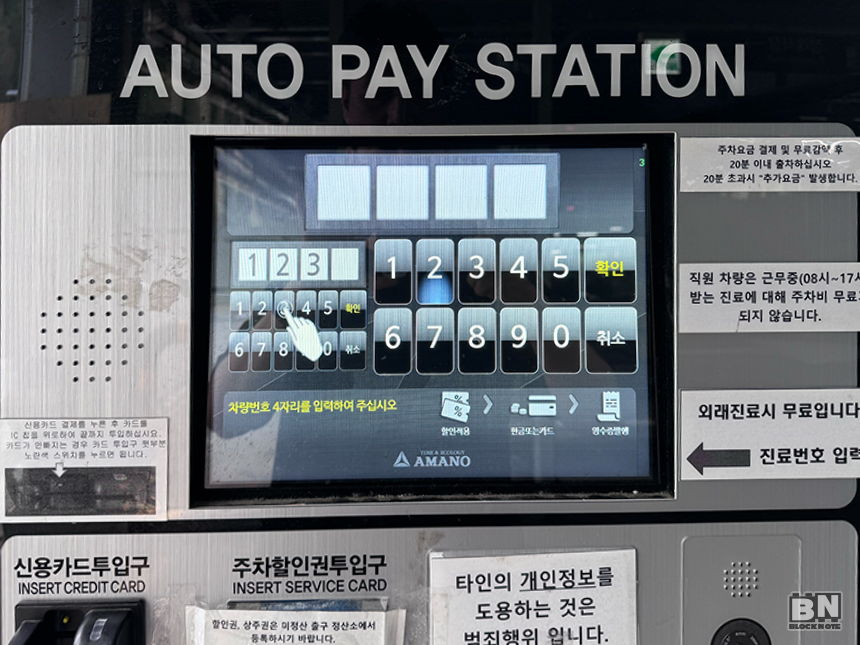 AUTO PAY STATION
주차요금 결제 및 무료감액 후
20분 이내 출차하십시오
20분 초과시 "추가요금" 발생합니다.
3
1 2 3
1 2 3 4 5 확인
6 7 8 9 0 취소
1 2 4 5 확인
6 7 8 0 취소
직원 차량은 근무중(08시~17
받는 진료에 대해 주차비 무료
되지 않습니다.
차량번호 4자리를 입력하여 주십시오
할인적용
현금또는카드
영수증발행
TIME & ECOLOGY
AMANO
외래진료시 무료입니다
진료번호 입력
신용카드 결제를 누른 후 카드를
IC 칩을 위로하여 끝까지 투입하십시요.
카드가 안빠지는 경우 카드 투입구 윗부분
노란색 스위치를 누르면 됩니다.
신용카드투입구
INSERT CREDIT CARD
주차할인권투입구
INSERT SERVICE CARD
할인권, 상주권은 미정산 출구 정산소에서
등록하시기 바랍니다.
타인의 개인정보를
도용하는 것은
범죄행위 입니다.
BN
BLOCKNOTE